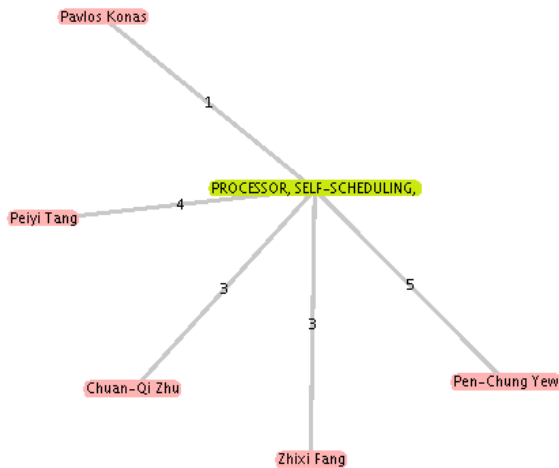 Pavlos Konas
1
PROCESSOR, SELF-SCHEDULING,
4
Peiyi Tang
3
5
3
Pen-Chung Yew
Chuan-Qi Zhu
Zhixi Fang